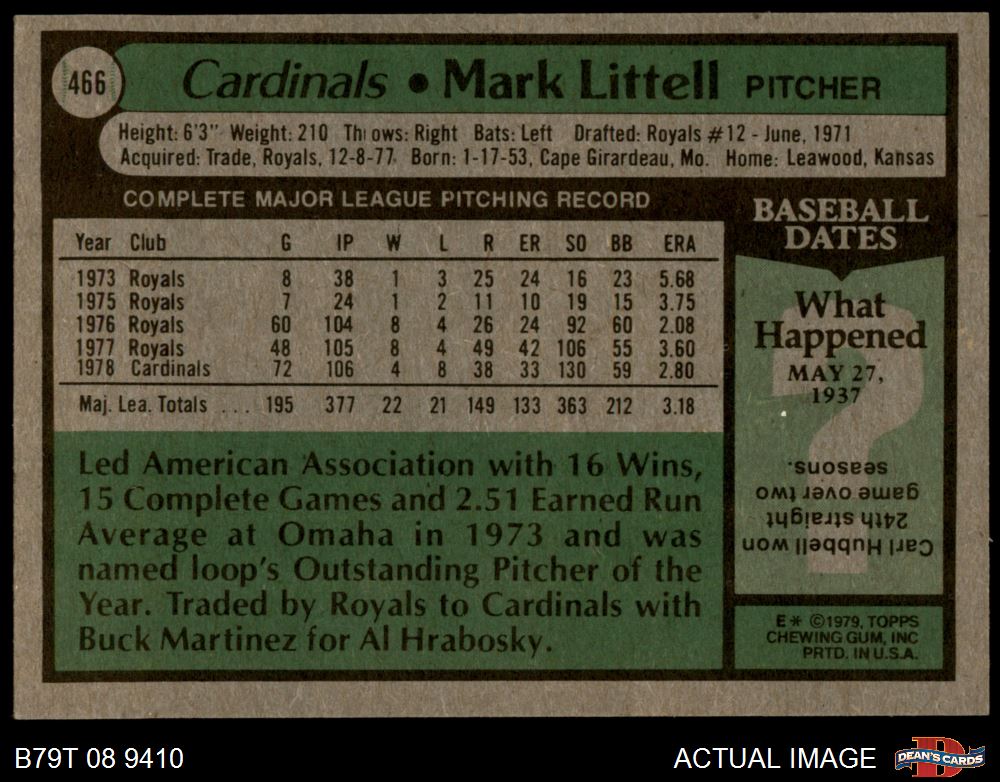 466
Cardinals • Mark Littell PITCHER
Height: 6'3" Weight: 210 Throws: Right Bats: Left Drafted: Royals #12 - June, 1971
Acquired: Trade, Royals, 12-8-77. Born: 1-17-53, Cape Girardeau, Mo. Home: Leawood, Kansas
COMPLETE MAJOR LEAGUE PITCHING RECORD
Year Club G IP W L R ER SO BB ERA
1973 Royals 8 38 1 3 25 24 16 23 5.68
1975 Royals 7 24 1 2 11 10 19 15 3.75
1976 Royals 60 104 8 4 26 24 92 60 2.08
1977 Royals 48 105 8 4 49 42 106 55 3.60
1978 Cardinals 72 106 4 8 38 33 130 59 2.80
Maj. Lea. Totals ... 195 377 22 21 149 133 363 212 3.18
Led American Association with 16 Wins,
15 Complete Games and 2.51 Earned Run
Average at Omaha in 1973 and was
named loop's Outstanding Pitcher of the
Year. Traded by Royals to Cardinals with
Buck Martinez for Al Hrabosky.
BASEBALL
DATES
What
Happened
MAY 27,
1937
?
Carl Hubbell won
24th straight
game over two
seasons.
E* ©1979, TOPPS
CHEWING GUM, INC
PRTD. IN U.S.A.
B79T 08 9410
ACTUAL IMAGE
D
DEAN'S CARDS